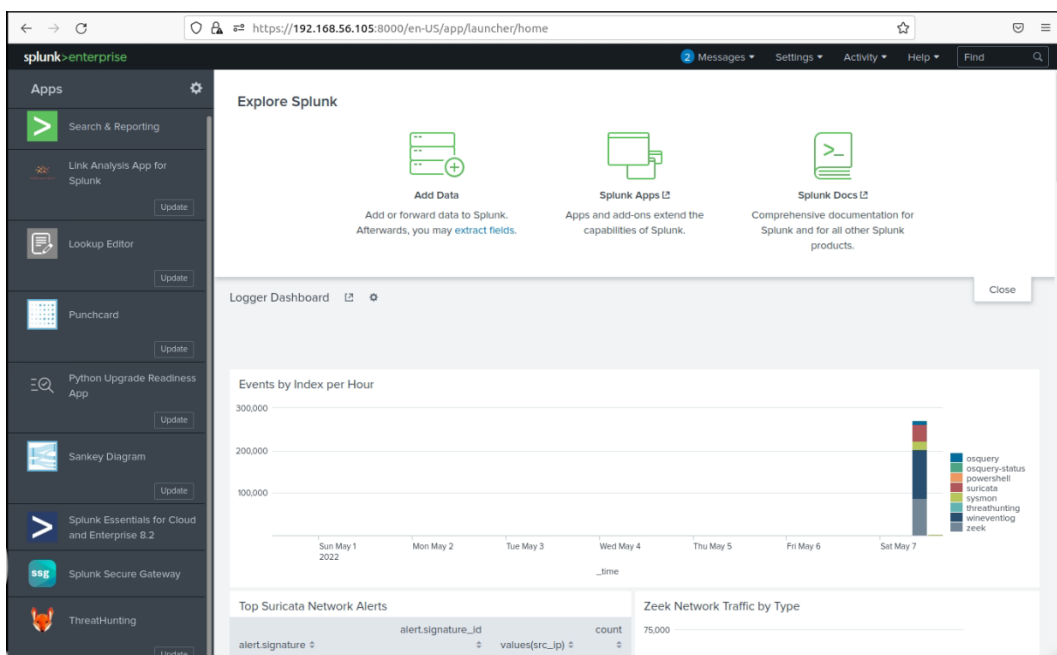 https://192.168.56.105:8000/en-US/app/launcher/home
splunk>enterprise
2 Messages
Settings
Activity
Help
Find
Apps
Search & Reporting
Link Analysis App for
Splunk
Update
Lookup Editor
Update
Punchcard
Update
Python Upgrade Readiness
App
Update
Sankey Diagram
Update
Splunk Essentials for Cloud
and Enterprise 8.2
ssg
Splunk Secure Gateway
ThreatHunting
Update
Explore Splunk
Add Data
Add or forward data to Splunk.
Afterwards, you may extract fields.
Splunk Apps
Apps and add-ons extend the
capabilities of Splunk.
Splunk Docs
Comprehensive documentation for
Splunk and for all other Splunk
products.
Close
Logger Dashboard
Events by Index per Hour
300,000
200,000
100,000
Sun May 1
2022
Mon May 2
Tue May 3
Wed May 4
Thu May 5
Fri May 6
Sat May 7
_time
osquery
osquery-status
powershell
suricata
sysmon
threathunting
wineventlog
zeek
Top Suricata Network Alerts
alert.signature
alert.signature_id
values(src_ip)
count
Zeek Network Traffic by Type
75,000